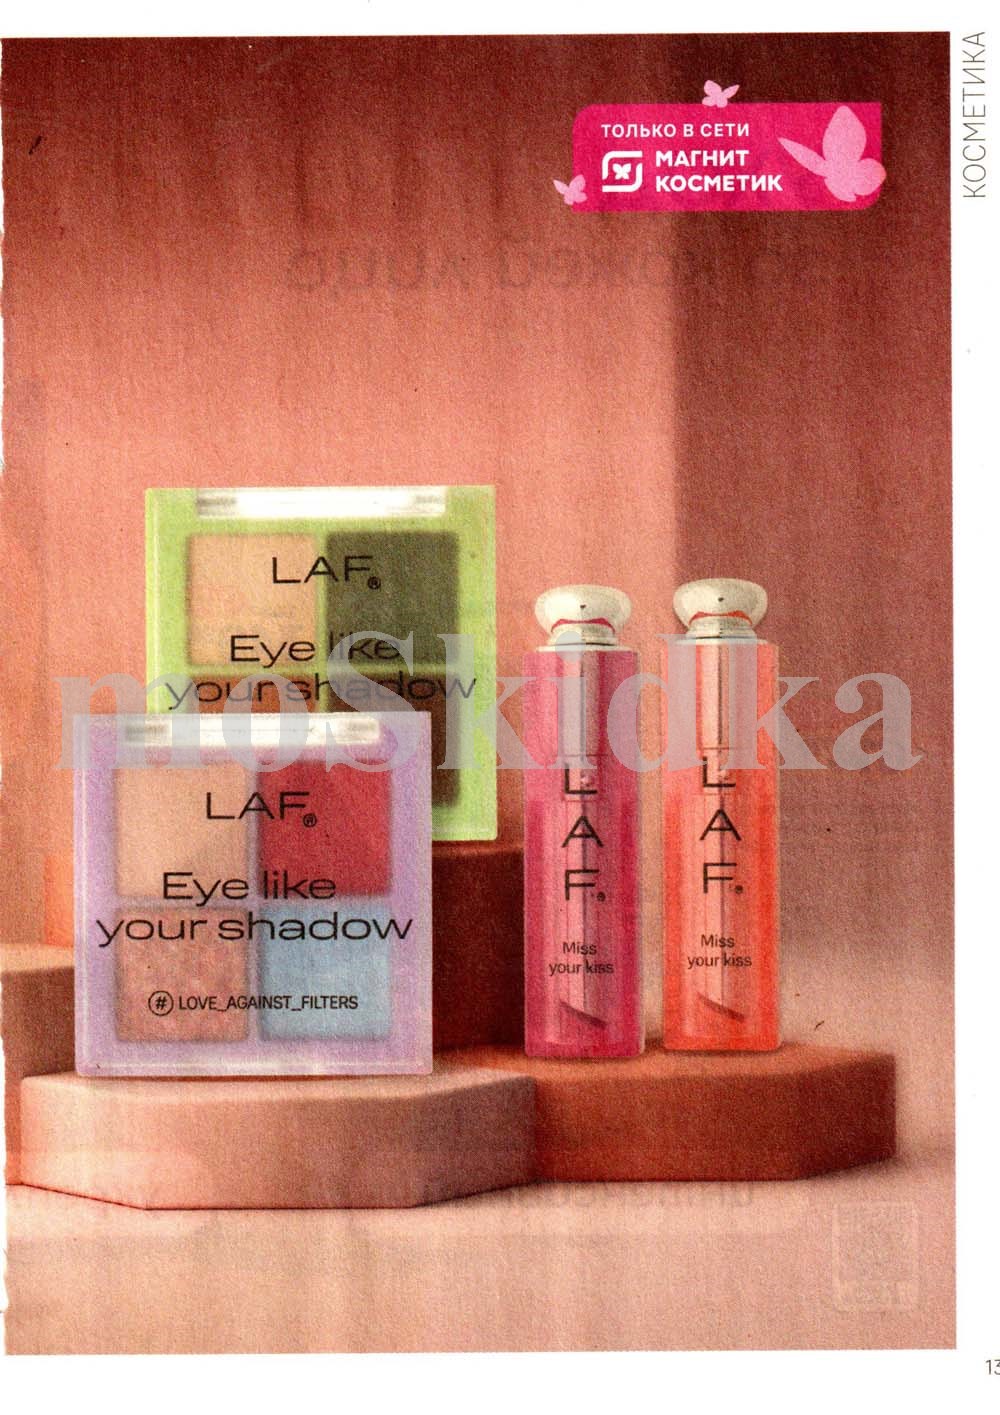 КОСМЕТИКА
ТОЛЬКО В СЕТИ
МАГНИТ
КОСМЕТИК
LAF®
Eye like
your shadow
moSkidka
LAF®
Eye like
your shadow
# LOVE_AGAINST_FILTERS
LAF®
Miss
your kiss
LAF®
Miss
your kiss
13